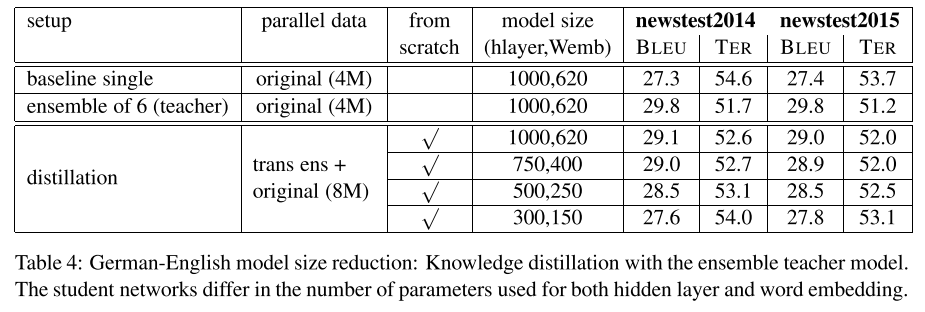 setup parallel data from model size newstest2014 newstest2015
scratch (hlayer,Wemb) BLEU TER BLEU TER
baseline single original (4M) 1000,620 27.3 54.6 27.4 53.7
ensemble of 6 (teacher) original (4M) 1000,620 29.8 51.7 29.8 51.2
distillation trans ens + original (8M) √ 1000,620 29.1 52.6 29.0 52.0
√ 750,400 29.0 52.7 28.9 52.0
√ 500,250 28.5 53.1 28.5 52.5
√ 300,150 27.6 54.0 27.8 53.1
Table 4: German-English model size reduction: Knowledge distillation with the ensemble teacher model.
The student networks differ in the number of parameters used for both hidden layer and word embedding.